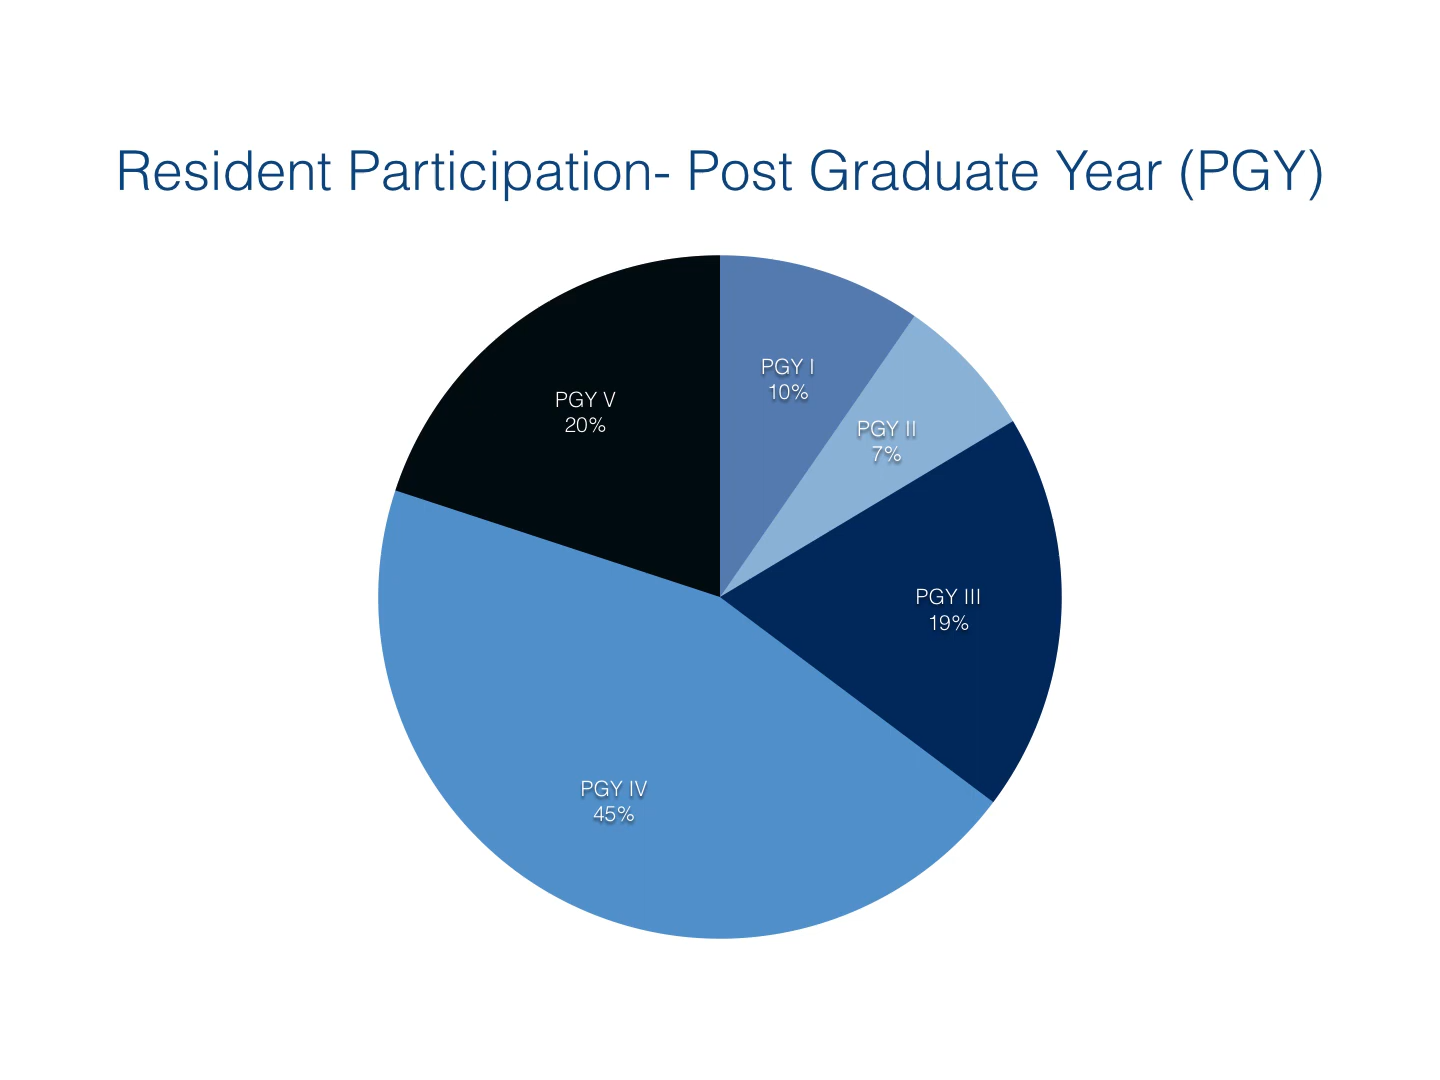 Resident Participation- Post Graduate Year (PGY)
PGY I
10%
PGY II
7%
PGY III
19%
PGY IV
45%
PGY V
20%